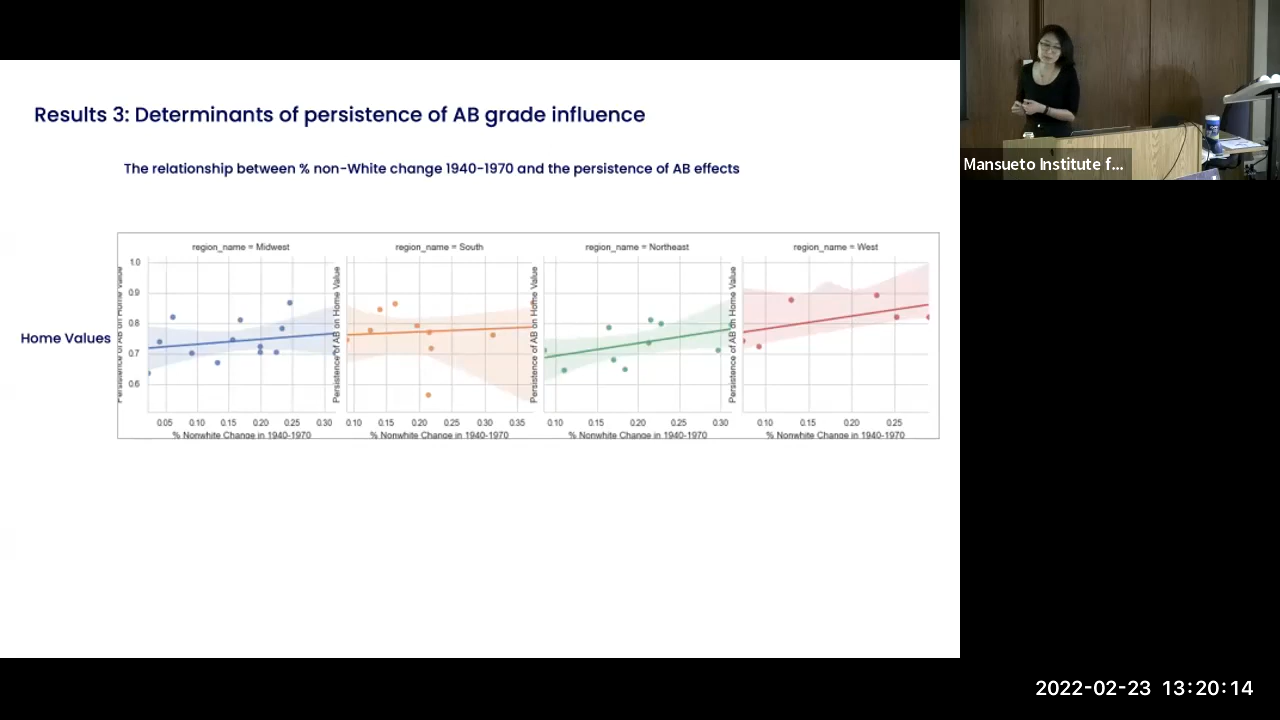 Results 3: Determinants of persistence of AB grade influence
The relationship between % non-White change 1940-1970 and the persistence of AB effects
Home Values
region_name = Midwest
region_name = South
region_name = Northeast
region_name = West
Persistence of AB on Home Value
1.0
0.9
0.8
0.7
0.6
0.05 0.10 0.15 0.20 0.25 0.30
% Nonwhite Change in 1940-1970
Persistence of AB on Home Value
0.10 0.15 0.20 0.25 0.30 0.35
% Nonwhite Change in 1940-1970
Persistence of AB on Home Value
0.10 0.15 0.20 0.25 0.30
% Nonwhite Change in 1940-1970
Persistence of AB on Home Value
0.10 0.15 0.20 0.25
% Nonwhite Change in 1940-1970
Mansueto Institute f...
2022-02-23 13:20:14